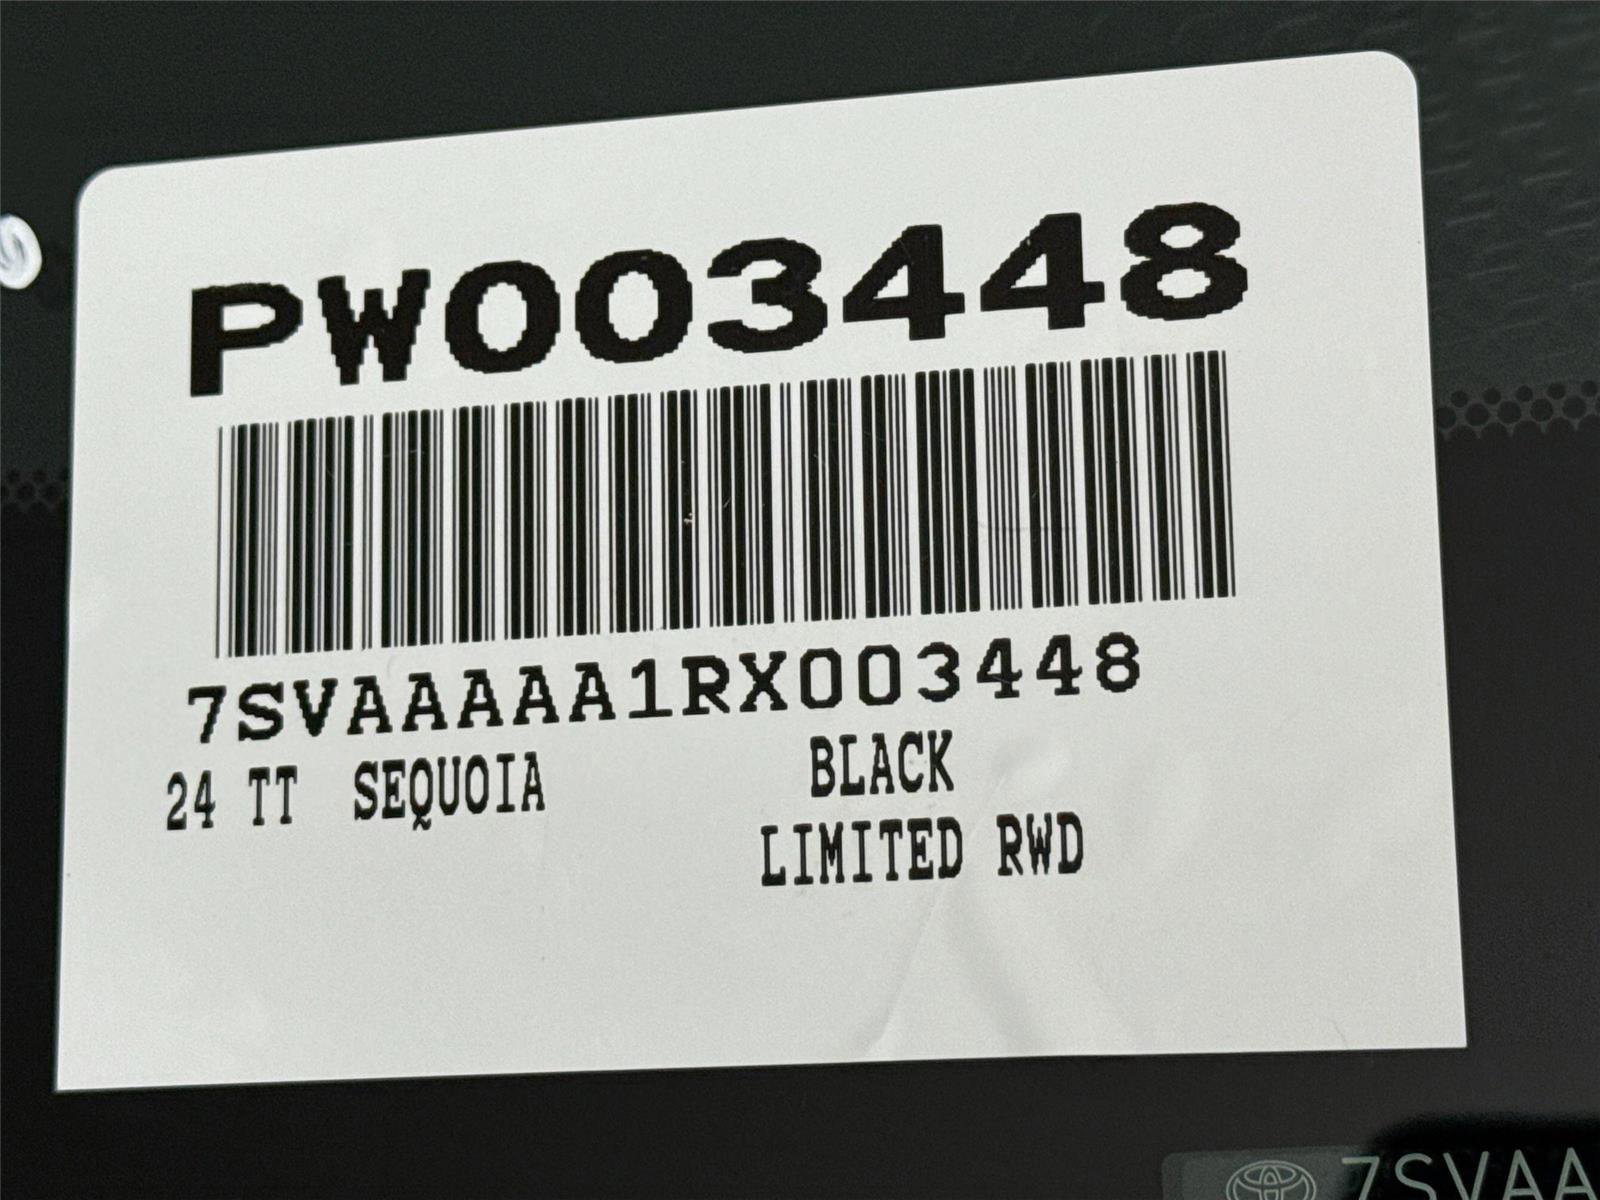 PW003448
7SVAAAAA1RX003448
24 TT SEQUOIA BLACK
LIMITED RWD
7SVAA